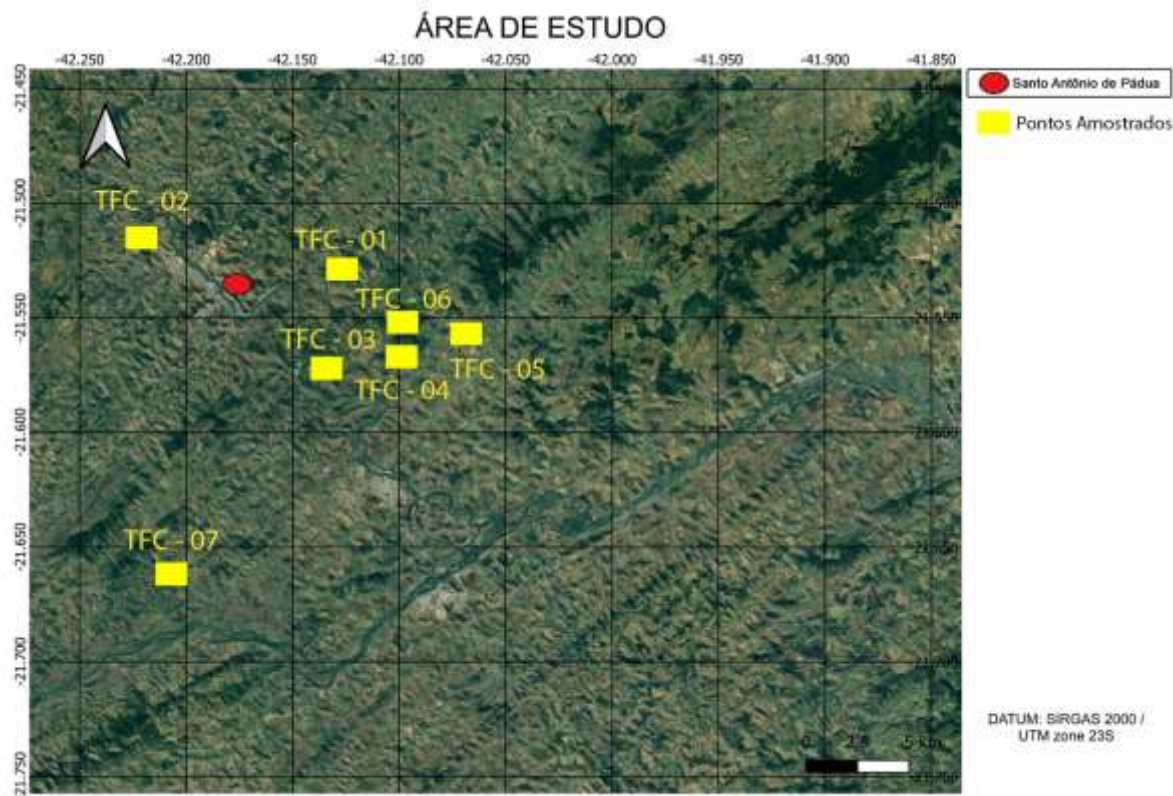 ÁREA DE ESTUDO
-42.250 -42.200 -42.150 -42.100 -42.050 -42.000 -41.950 -41.900 -41.850
-21.450
Santo Antônio de Pádua
Pontos Amostrados
TFC - 02
-21.500
TFC - 01
TFC - 06
-21.550
TFC - 03
TFC - 05
TFC - 04
-21.600
TFC - 07
-21.650
-21.700
DATUM: SIRGAS 2000 /
UTM zone 23S
5 km
-21.750